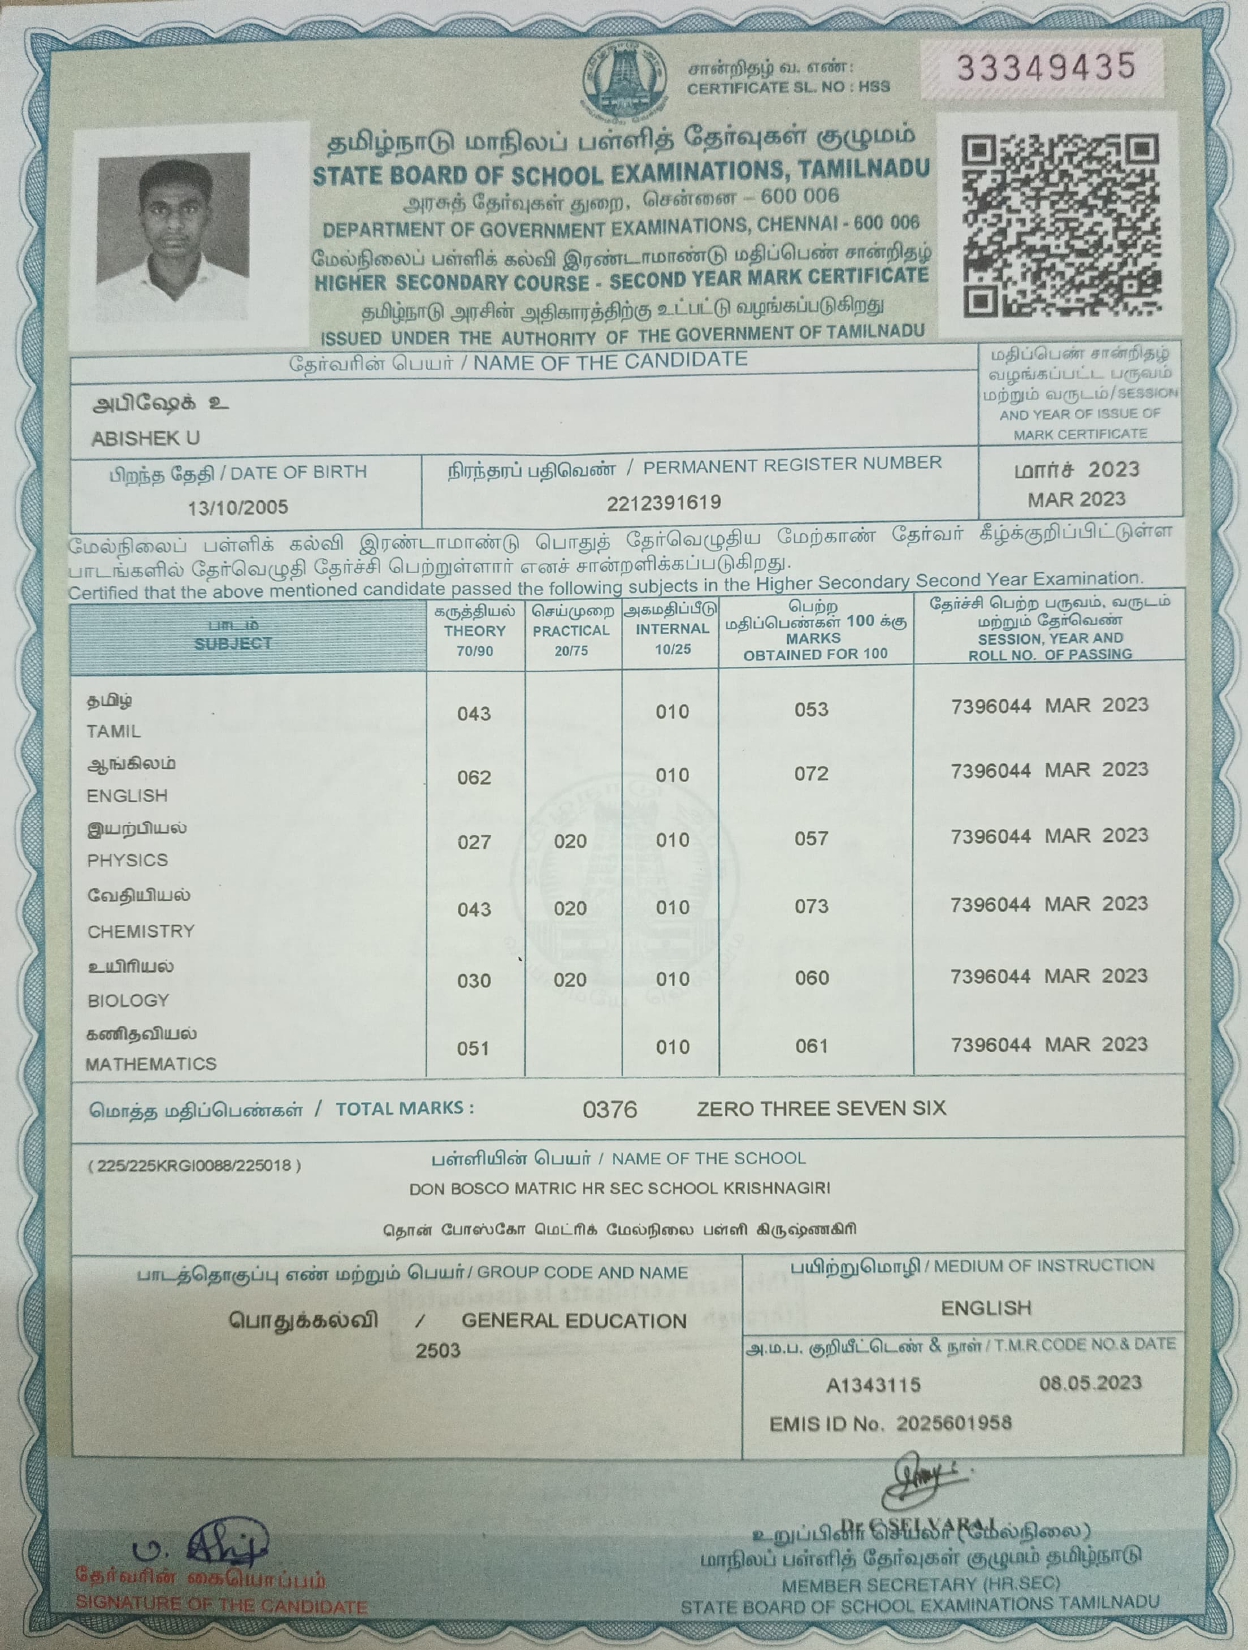 சான்றிதழ் வ. எண்:
CERTIFICATE SL. NO : HSS
33349435
தமிழ்நாடு மாநிலப் பள்ளித் தேர்வுகள் குழுமம்
STATE BOARD OF SCHOOL EXAMINATIONS, TAMILNADU
அரசுத் தேர்வுகள் துறை, சென்னை – 600 006
DEPARTMENT OF GOVERNMENT EXAMINATIONS, CHENNAI - 600 006
மேல்நிலைப் பள்ளிக் கல்வி இரண்டாமாண்டு மதிப்பெண் சான்றிதழ்
HIGHER SECONDARY COURSE - SECOND YEAR MARK CERTIFICATE
தமிழ்நாடு அரசின் அதிகாரத்திற்கு உட்பட்டு வழங்கப்படுகிறது
ISSUED UNDER THE AUTHORITY OF THE GOVERNMENT OF TAMILNADU
தேர்வரின் பெயர் / NAME OF THE CANDIDATE
அபிஷேக் உ
ABISHEK U
மதிப்பெண் சான்றிதழ்
வழங்கப்பட்ட பருவம்
மற்றும் வருடம்/SESSION
AND YEAR OF ISSUE OF
MARK CERTIFICATE
பிறந்த தேதி / DATE OF BIRTH
13/10/2005
நிரந்தரப் பதிவெண் / PERMANENT REGISTER NUMBER
2212391619
மார்ச் 2023
MAR 2023
மேல்நிலைப் பள்ளிக் கல்வி இரண்டாமாண்டு பொதுத் தேர்வெழுதிய மேற்காண் தேர்வர் கீழ்க்குறிப்பிட்டுள்ள
பாடங்களில் தேர்வெழுதி தேர்ச்சி பெற்றுள்ளார் எனச் சான்றளிக்கப்படுகிறது.
Certified that the above mentioned candidate passed the following subjects in the Higher Secondary Second Year Examination.
பாடம்
SUBJECT
கருத்தியல்
THEORY
70/90
செய்முறை
PRACTICAL
20/75
அகமதிப்பீடு
INTERNAL
10/25
பெற்ற
மதிப்பெண்கள் 100 க்கு
MARKS
OBTAINED FOR 100
தேர்ச்சி பெற்ற பருவம், வருடம்
மற்றும் தேர்வெண்
SESSION, YEAR AND
ROLL NO. OF PASSING
தமிழ்
TAMIL
043 010 053 7396044 MAR 2023
ஆங்கிலம்
ENGLISH
062 010 072 7396044 MAR 2023
இயற்பியல்
PHYSICS
027 020 010 057 7396044 MAR 2023
வேதியியல்
CHEMISTRY
043 020 010 073 7396044 MAR 2023
உயிரியல்
BIOLOGY
030 020 010 060 7396044 MAR 2023
கணிதவியல்
MATHEMATICS
051 010 061 7396044 MAR 2023
மொத்த மதிப்பெண்கள் / TOTAL MARKS : 0376 ZERO THREE SEVEN SIX
( 225/225KRGI0088/225018 ) பள்ளியின் பெயர் / NAME OF THE SCHOOL
DON BOSCO MATRIC HR SEC SCHOOL KRISHNAGIRI
தொன் போஸ்கோ மெட்ரிக் மேல்நிலை பள்ளி கிருஷ்ணகிரி
பாடத்தொகுப்பு எண் மற்றும் பெயர்/ GROUP CODE AND NAME
பொதுக்கல்வி / GENERAL EDUCATION
2503
பயிற்றுமொழி / MEDIUM OF INSTRUCTION
ENGLISH
அ.ம.ப. குறியீட்டெண் & நாள் / T.M.R.CODE NO.& DATE
A1343115 08.05.2023
EMIS ID No. 2025601958
தேர்வரின் கையொப்பம்
SIGNATURE OF THE CANDIDATE
Dr C SELVARAJ
உறுப்பினர் செயலர் (மேல்நிலை)
மாநிலப் பள்ளித் தேர்வுகள் குழுமம் தமிழ்நாடு
MEMBER SECRETARY (HR.SEC)
STATE BOARD OF SCHOOL EXAMINATIONS TAMILNADU